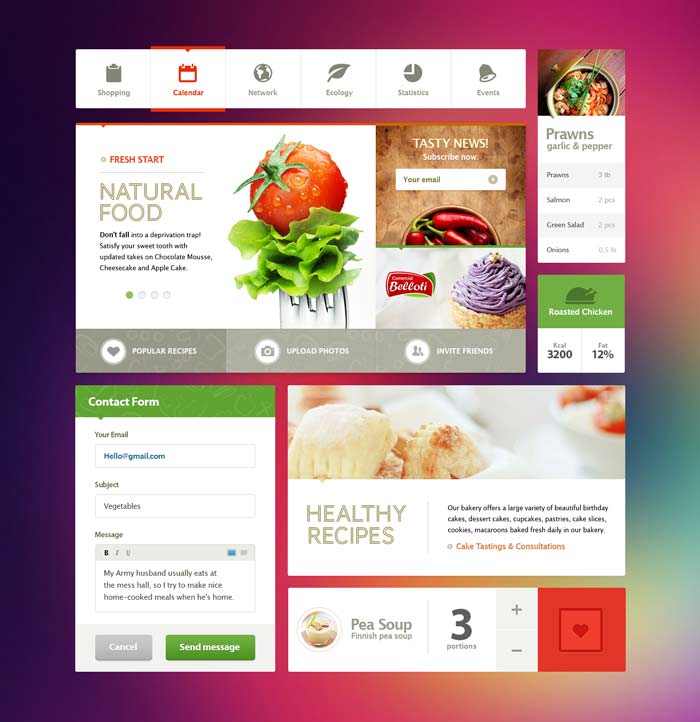 Shopping
Calendar
Network
Ecology
Statistics
Events
FRESH START
NATURAL
FOOD
Don't fall into a deprivation trap!
Satisfy your sweet tooth with
updated takes on Chocolate Mousse,
Cheesecake and Apple Cake.
TASTY NEWS!
Subscribe now:
Your email
Comercial
Belloti
POPULAR RECIPES
UPLOAD PHOTOS
INVITE FRIENDS
Prawns
garlic & pepper
Prawns 3 lb
Salmon 2 pcs
Green Salad 2 pcs
Onions 0,5 lb
Roasted Chicken
Kcal
3200
Fat
12%
Contact Form
Your Email
Hello@gmail.com
Subject
Vegetables
Message
B I U
My Army husband usually eats at
the mess hall, so I try to make nice
home-cooked meals when he's home.
Cancel
Send message
HEALTHY
RECIPES
Our bakery offers a large variety of beautiful birthday
cakes, dessert cakes, cupcakes, pastries, cake slices,
cookies, macaroons baked fresh daily in our bakery.
Cake Tastings & Consultations
Pea Soup
Finnish pea soup
3
portions
+
−